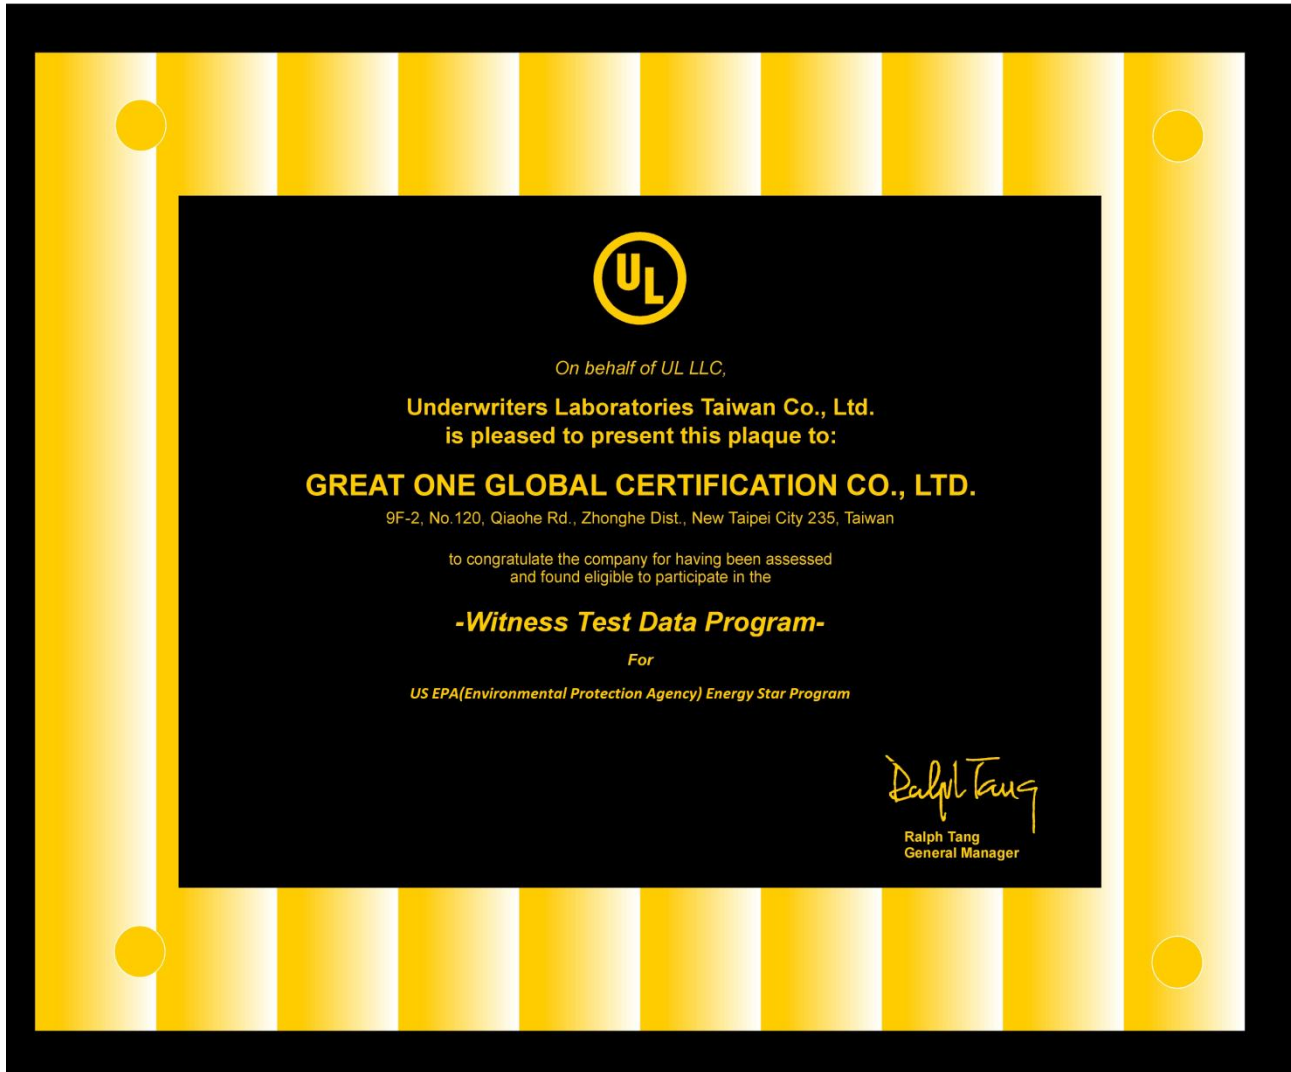 UL
On behalf of UL LLC,
Underwriters Laboratories Taiwan Co., Ltd.
is pleased to present this plaque to:
GREAT ONE GLOBAL CERTIFICATION CO., LTD.
9F-2, No.120, Qiaohe Rd., Zhonghe Dist., New Taipei City 235, Taiwan
to congratulate the company for having been assessed
and found eligible to participate in the
-Witness Test Data Program-
For
US EPA(Environmental Protection Agency) Energy Star Program
Ralph Tang
Ralph Tang
General Manager